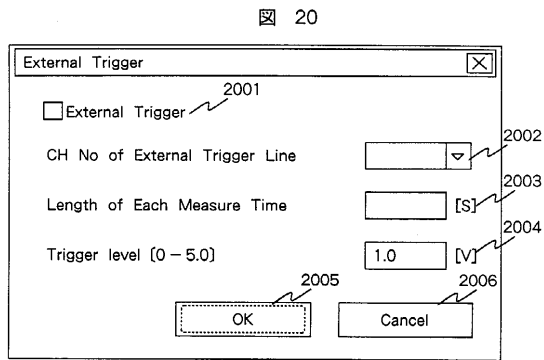 図 20
External Trigger
2001
External Trigger
2002
CH No of External Trigger Line
2003
Length of Each Measure Time [S]
2004
Trigger level (0 – 5.0) 1.0 [V]
2005 2006
OK Cancel